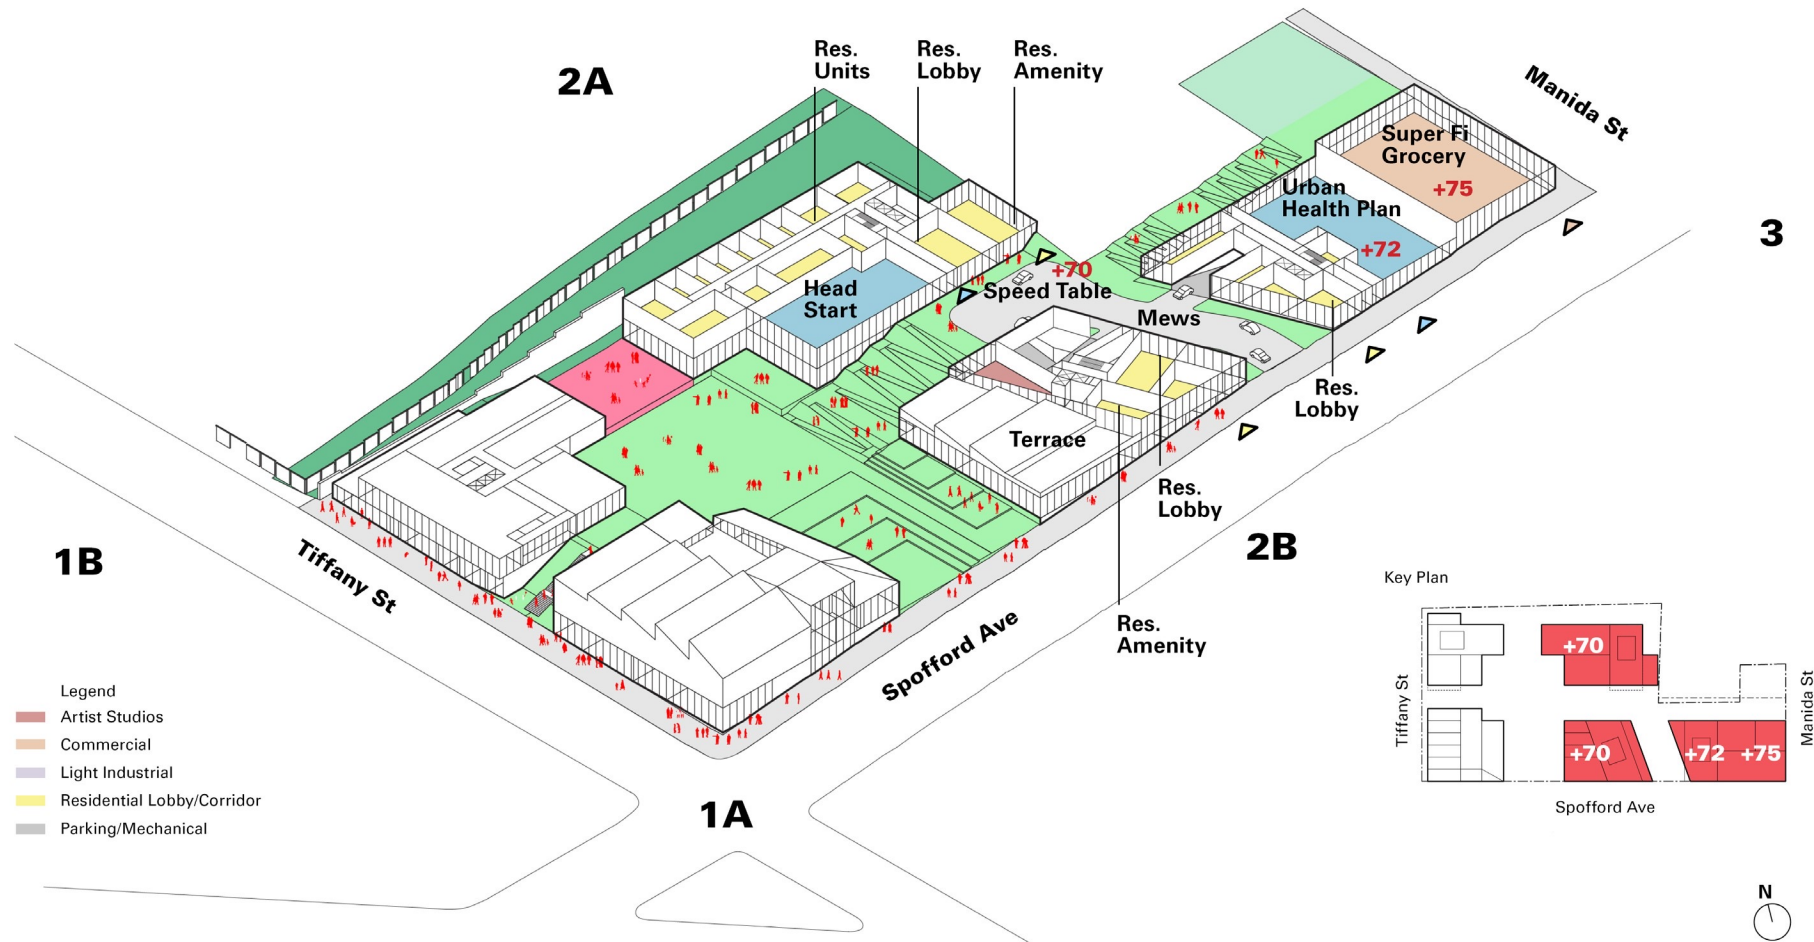 2A
Res.
Units
Res.
Lobby
Res.
Amenity
Manida St
Super Fi
Grocery
+75
Urban
Health Plan
+72
3
+70
Speed Table
Mews
Head
Start
Res.
Lobby
Terrace
Res.
Lobby
2B
1B
Tiffany St
Spofford Ave
Res.
Amenity
1A
Legend
Artist Studios
Commercial
Light Industrial
Residential Lobby/Corridor
Parking/Mechanical
Key Plan
+70
Tiffany St
Manida St
+70
+72
+75
Spofford Ave
N